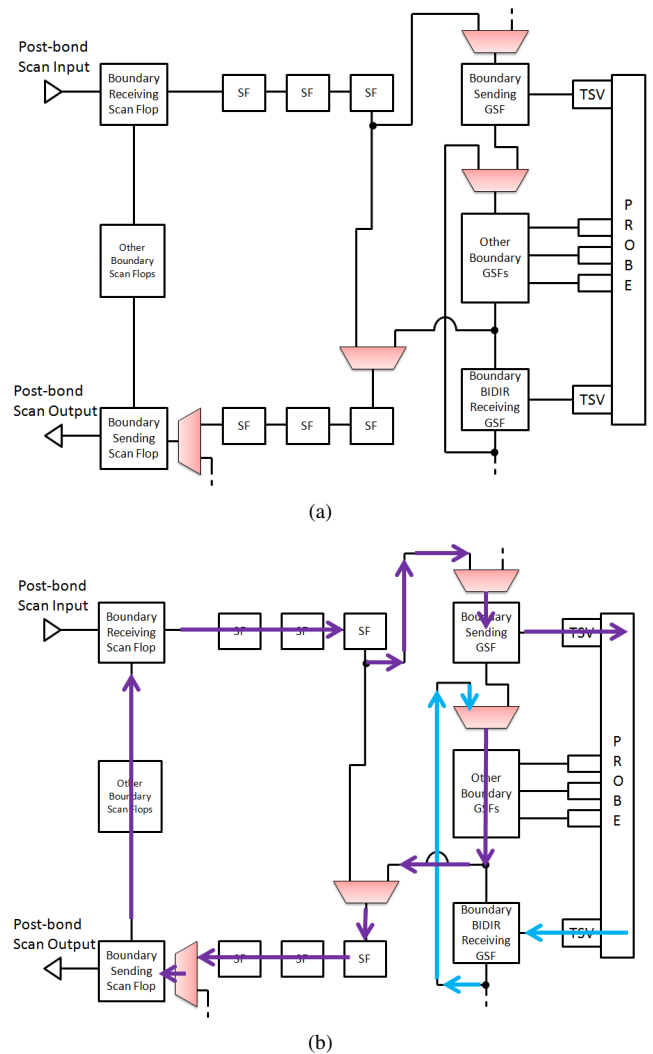 Post-bond
Scan Input
Boundary
Receiving
Scan Flop
SF
SF
SF
Boundary
Sending
GSF
TSV
P
R
O
B
E
Other
Boundary
Scan Flops
Other
Boundary
GSFs
Post-bond
Scan Output
Boundary
Sending
Scan Flop
SF
SF
SF
Boundary
BIDIR
Receiving
GSF
TSV
(a)
Post-bond
Scan Input
Boundary
Receiving
Scan Flop
SF
SF
SF
Boundary
Sending
GSF
TSV
P
R
O
B
E
Other
Boundary
Scan Flops
Other
Boundary
GSFs
Post-bond
Scan Output
Boundary
Sending
Scan Flop
SF
SF
SF
Boundary
BIDIR
Receiving
GSF
TSV
(b)